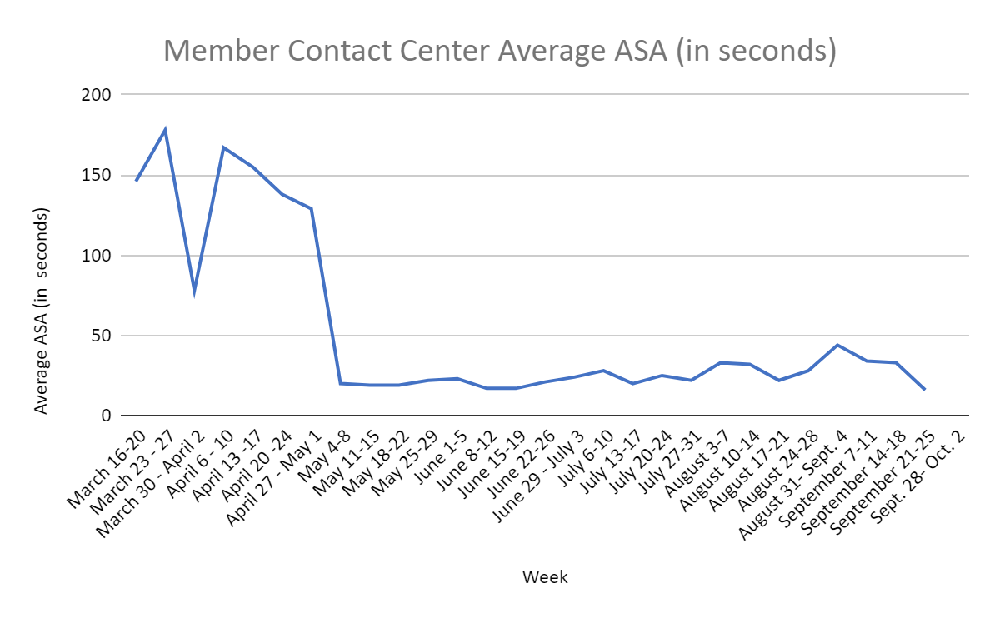 Member Contact Center Average ASA (in seconds)
200
150
100
50
0
Average ASA (in  seconds)
March 16-20
March 23 - 27
March 30 - April 2
April 6 - 10
April 13 -17
April 20 -24
April 27 - May 1
May 4-8
May 11-15
May 18-22
May 25-29
June 1-5
June 8-12
June 15-19
June 22-26
June 29 - July 3
July 6-10
July 13-17
July 20-24
July 27-31
August 3-7
August 10-14
August 17-21
August 24-28
August 31- Sept. 4
September 7-11
September 14-18
September 21-25
Sept. 28- Oct. 2
Week